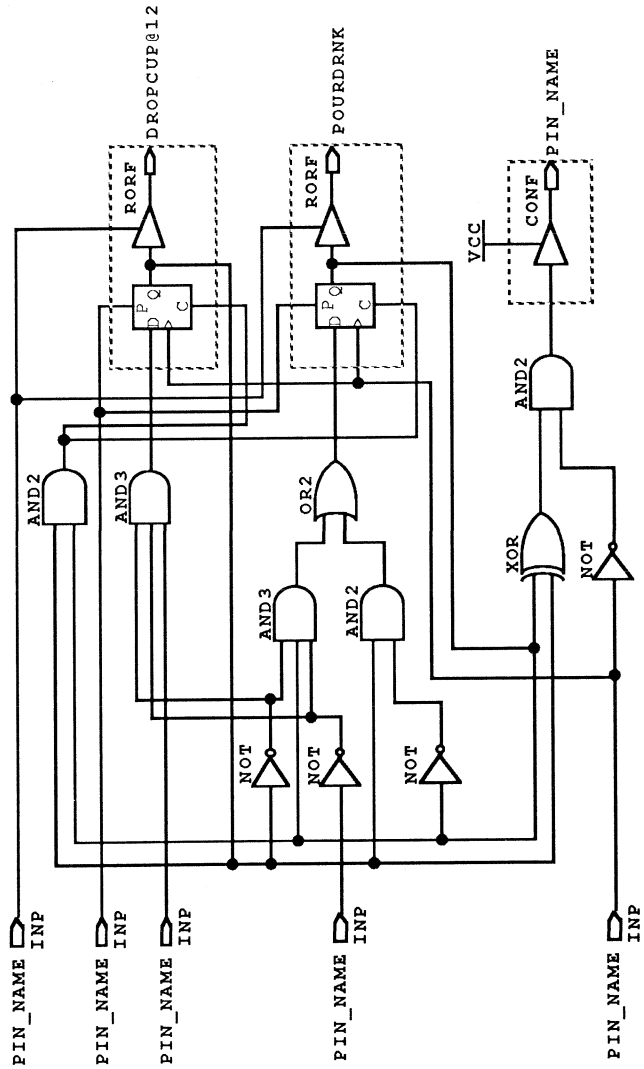 PIN_NAME
INP
PIN_NAME
INP
PIN_NAME
INP
PIN_NAME
INP
PIN_NAME
INP
AND2
AND3
NOT
NOT
NOT
AND3
AND2
OR2
XOR
NOT
AND2
D
P
Q
C
RORF
DROPCUP@12
D
P
Q
C
RORF
POURDRNK
VCC
CONF
PIN_NAME